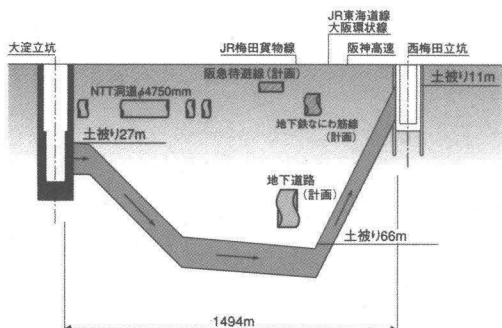 JR東海道線
大阪環状線
大淀立坑
JR梅田貨物線
阪神高速
西梅田立坑
阪急待避線(計画)
土被り11m
NTT洞道φ4750mm
地下鉄なにわ筋線
(計画)
土被り27m
地下道路
(計画)
土被り66m
1494m